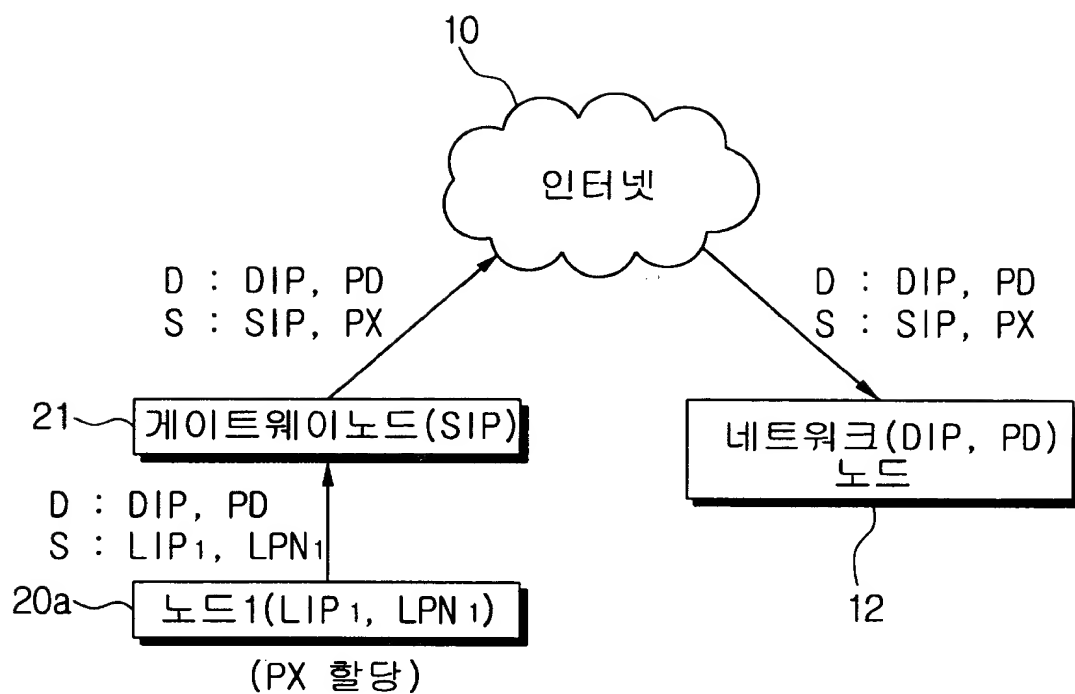 10
인터넷
D : DIP, PD
S : SIP, PX
D : DIP, PD
S : SIP, PX
21
게이트웨이노드(SIP)
네트워크(DIP, PD)
노드
D : DIP, PD
S : LIP1, LPN1
20a
노드1(LIP1, LPN1)
12
(PX 할당)